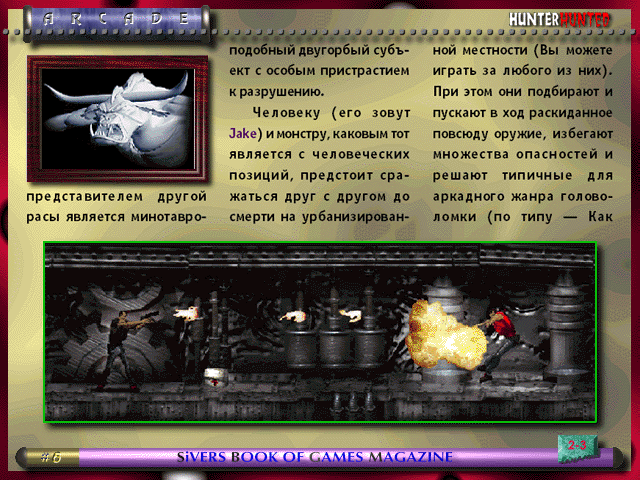 ARCADE
HUNTER HUNTED
представителем другой
расы является минотавро-
подобный двугорбый субъ-
ект с особым пристрастием
к разрушению.
Человеку (его зовут
Jake) и монстру, каковым тот
является с человеческих
позиций, предстоит сра-
жаться друг с другом до
смерти на урбанизирован-
ной местности (Вы можете
играть за любого из них).
При этом они подбирают и
пускают в ход раскиданное
повсюду оружие, избегают
множества опасностей и
решают типичные для
аркадного жанра голово-
ломки (по типу — Как
#6
SiVERS BOOK OF GAMES MAGAZINE
2-3